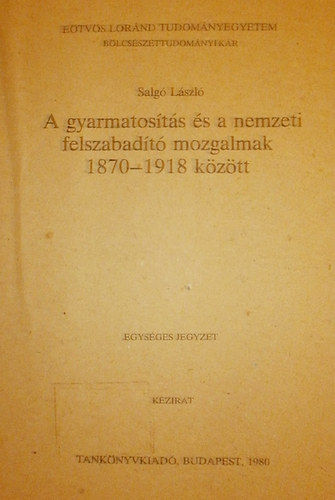 EÖTVÖS LORÁND TUDOMÁNYEGYETEM
BÖLCSÉSZETTUDOMÁNYI KAR
Salgó László
A gyarmatosítás és a nemzeti
felszabadító mozgalmak
1870–1918 között
EGYSÉGES JEGYZET
KÉZIRAT
TANKÖNYVKIADÓ, BUDAPEST, 1980